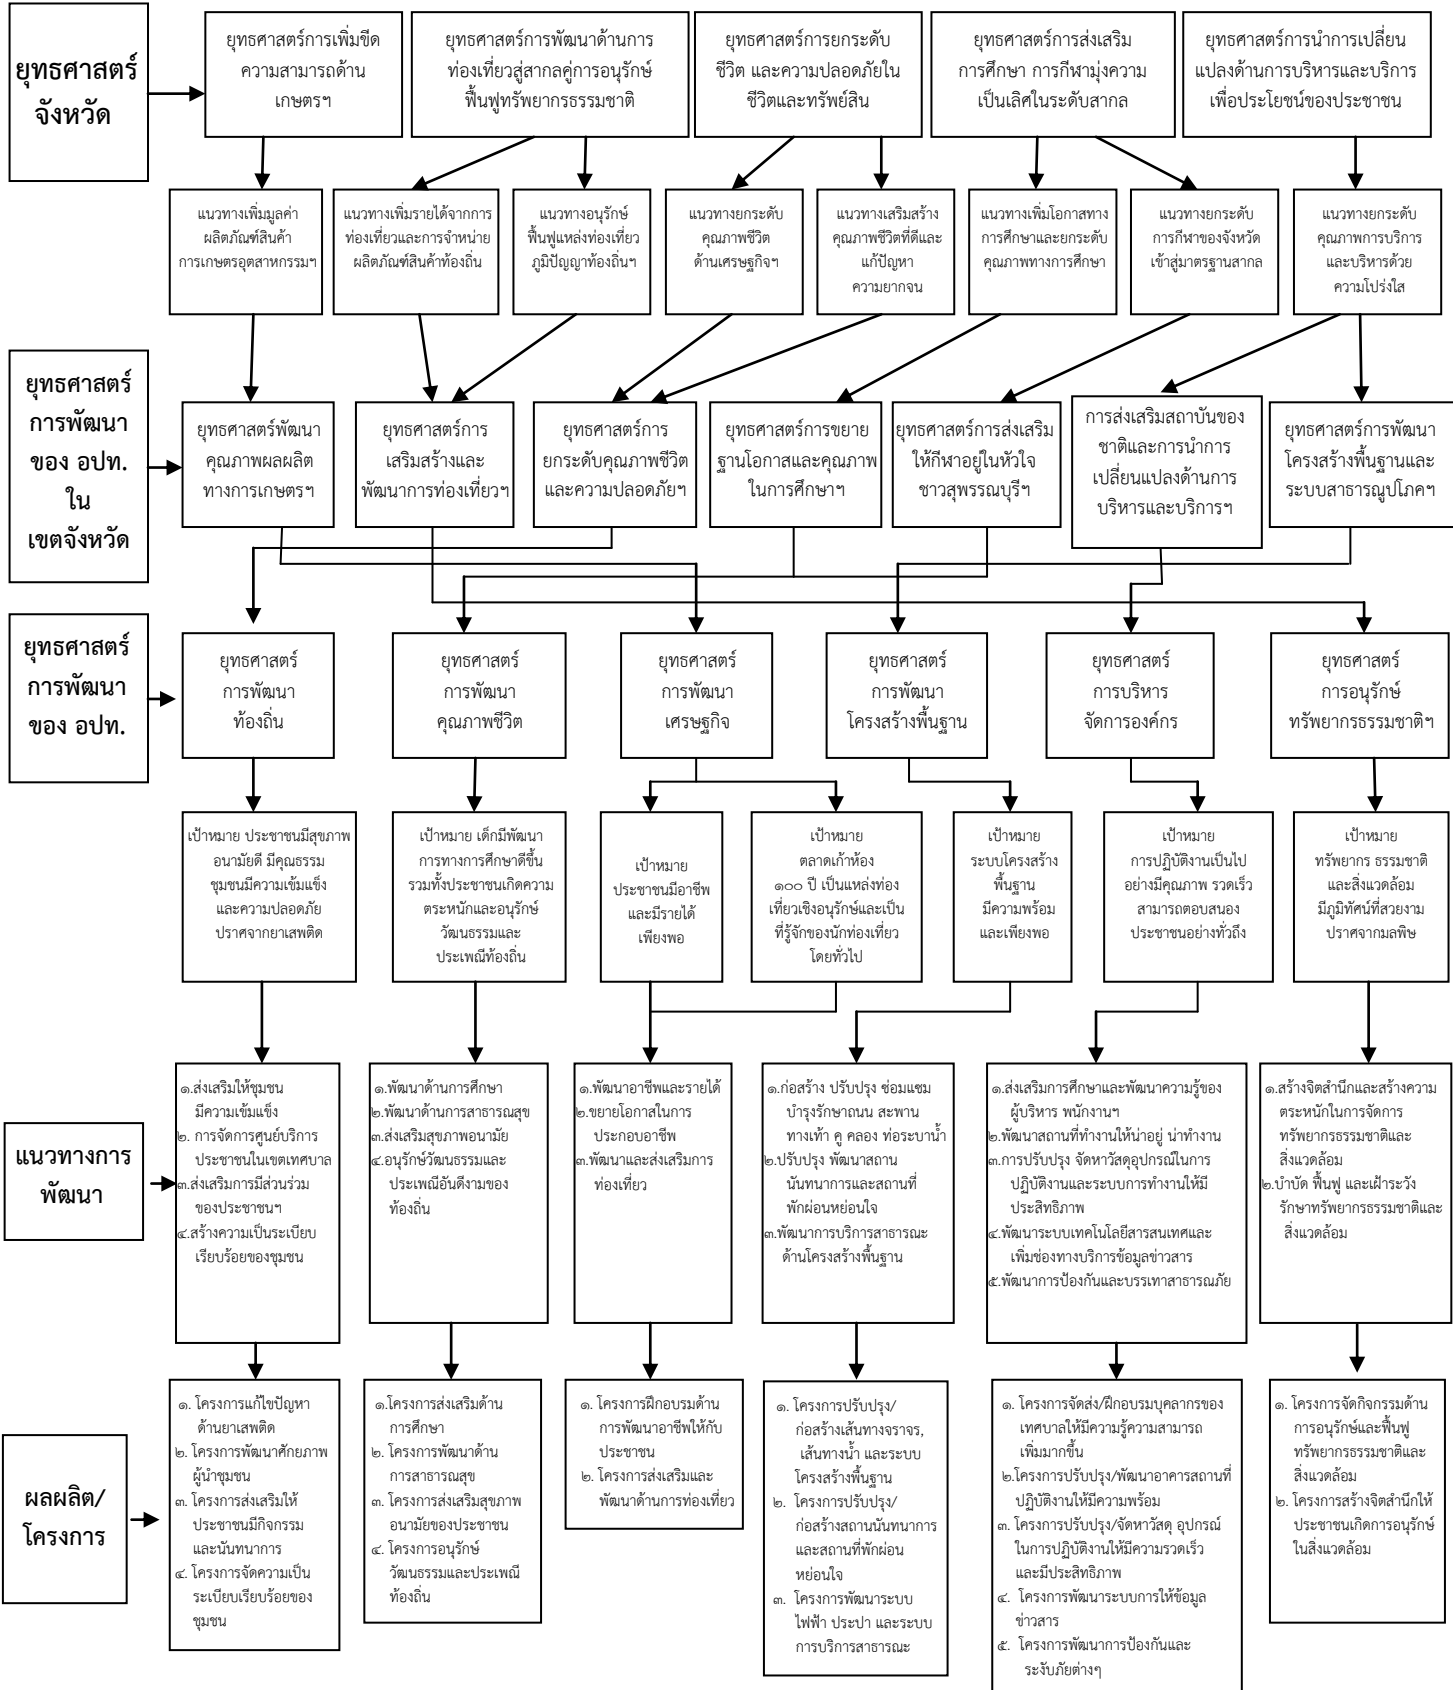 ยุทธศาสตร์
จังหวัด
ยุทธศาสตร์การเพิ่มขีด
ความสามารถด้าน
เกษตรฯ
ยุทธศาสตร์การพัฒนาด้านการ
ท่องเที่ยวสู่สากลคู่การอนุรักษ์
ฟื้นฟูทรัพยากรธรรมชาติ
ยุทธศาสตร์การยกระดับ
ชีวิต และความปลอดภัยใน
ชีวิตและทรัพย์สิน
ยุทธศาสตร์การส่งเสริม
การศึกษา การกีฬามุ่งความ
เป็นเลิศในระดับสากล
ยุทธศาสตร์การนำการเปลี่ยน
แปลงด้านการบริหารและบริการ
เพื่อประโยชน์ของประชาชน
แนวทางเพิ่มมูลค่า
ผลิตภัณฑ์สินค้า
การเกษตรอุตสาหกรรมฯ
แนวทางเพิ่มรายได้จากการ
ท่องเที่ยวและการจำหน่าย
ผลิตภัณฑ์สินค้าท้องถิ่น
แนวทางอนุรักษ์
ฟื้นฟูแหล่งท่องเที่ยว
ภูมิปัญญาท้องถิ่นฯ
แนวทางยกระดับ
คุณภาพชีวิต
ด้านเศรษฐกิจฯ
แนวทางเสริมสร้าง
คุณภาพชีวิตที่ดีและ
แก้ปัญหา
ความยากจน
แนวทางเพิ่มโอกาสทาง
การศึกษาและยกระดับ
คุณภาพทางการศึกษา
แนวทางยกระดับ
การกีฬาของจังหวัด
เข้าสู่มาตรฐานสากล
แนวทางยกระดับ
คุณภาพการบริการ
และบริหารด้วย
ความโปร่งใส
ยุทธศาสตร์
การพัฒนา
ของ อปท.
ใน
เขตจังหวัด
ยุทธศาสตร์พัฒนา
คุณภาพผลผลิต
ทางการเกษตรฯ
ยุทธศาสตร์การ
เสริมสร้างและ
พัฒนาการท่องเที่ยวฯ
ยุทธศาสตร์การ
ยกระดับคุณภาพชีวิต
และความปลอดภัยฯ
ยุทธศาสตร์การขยาย
ฐานโอกาสและคุณภาพ
ในการศึกษาฯ
ยุทธศาสตร์การส่งเสริม
ให้กีฬาอยู่ในหัวใจ
ชาวสุพรรณบุรีฯ
การส่งเสริมสถาบันของ
ชาติและการนำการ
เปลี่ยนแปลงด้านการ
บริหารและบริการฯ
ยุทธศาสตร์การพัฒนา
โครงสร้างพื้นฐานและ
ระบบสาธารณูปโภคฯ
ยุทธศาสตร์
การพัฒนา
ของ อปท.
ยุทธศาสตร์
การพัฒนา
ท้องถิ่น
ยุทธศาสตร์
การพัฒนา
คุณภาพชีวิต
ยุทธศาสตร์
การพัฒนา
เศรษฐกิจ
ยุทธศาสตร์
การพัฒนา
โครงสร้างพื้นฐาน
ยุทธศาสตร์
การบริหาร
จัดการองค์กร
ยุทธศาสตร์
การอนุรักษ์
ทรัพยากรธรรมชาติฯ
เป้าหมาย ประชาชนมีสุขภาพ
อนามัยดี มีคุณธรรม
ชุมชนมีความเข้มแข็ง
และความปลอดภัย
ปราศจากยาเสพติด
เป้าหมาย เด็กมีพัฒนา
การทางการศึกษาดีขึ้น
รวมทั้งประชาชนเกิดความ
ตระหนักและอนุรักษ์
วัฒนธรรมและ
ประเพณีท้องถิ่น
เป้าหมาย
ประชาชนมีอาชีพ
และมีรายได้
เพียงพอ
เป้าหมาย
ตลาดเก้าห้อง
๑๐๐ ปี เป็นแหล่งท่อง
เที่ยวเชิงอนุรักษ์และเป็น
ที่รู้จักของนักท่องเที่ยว
โดยทั่วไป
เป้าหมาย
ระบบโครงสร้าง
พื้นฐาน
มีความพร้อม
และเพียงพอ
เป้าหมาย
การปฏิบัติงานเป็นไป
อย่างมีคุณภาพ รวดเร็ว
สามารถตอบสนอง
ประชาชนอย่างทั่วถึง
เป้าหมาย
ทรัพยากร ธรรมชาติ
และสิ่งแวดล้อม
มีภูมิทัศน์ที่สวยงาม
ปราศจากมลพิษ
แนวทางการ
พัฒนา
๑.ส่งเสริมให้ชุมชน
มีความเข้มแข็ง
๒. การจัดการศูนย์บริการ
ประชาชนในเขตเทศบาล
๓.ส่งเสริมการมีส่วนร่วม
ของประชาชนฯ
๔.สร้างความเป็นระเบียบ
เรียบร้อยของชุมชน
๑.พัฒนาด้านการศึกษา
๒.พัฒนาด้านการสาธารณสุข
๓.ส่งเสริมสุขภาพอนามัย
๔.อนุรักษ์วัฒนธรรมและ
ประเพณีอันดีงามของ
ท้องถิ่น
๑.พัฒนาอาชีพและรายได้
๒.ขยายโอกาสในการ
ประกอบอาชีพ
๓.พัฒนาและส่งเสริมการ
ท่องเที่ยว
๑.ก่อสร้าง ปรับปรุง ซ่อมแซม
บำรุงรักษาถนน สะพาน
ทางเท้า คู คลอง ท่อระบาน้ำ
๒.ปรับปรุง พัฒนาสถาน
นันทนาการและสถานที่
พักผ่อนหย่อนใจ
๓.พัฒนาการบริการสาธารณะ
ด้านโครงสร้างพื้นฐาน
๑.ส่งเสริมการศึกษาและพัฒนาความรู้ของ
ผู้บริหาร พนักงานฯ
๒.พัฒนาสถานที่ทำงานให้น่าอยู่ น่าทำงาน
๓.การปรับปรุง จัดหาวัสดุอุปกรณ์ในการ
ปฏิบัติงานและระบบการทำงานให้มี
ประสิทธิภาพ
๔.พัฒนาระบบเทคโนโลยีสารสนเทศและ
เพิ่มช่องทางบริการข้อมูลข่าวสาร
๕.พัฒนาการป้องกันและบรรเทาสาธารณภัย
๑.สร้างจิตสำนึกและสร้างความ
ตระหนักในการจัดการ
ทรัพยากรธรรมชาติและ
สิ่งแวดล้อม
๒.บำบัด ฟื้นฟู และเฝ้าระวัง
รักษาทรัพยากรธรรมชาติและ
สิ่งแวดล้อม
ผลผลิต/
โครงการ
๑. โครงการแก้ไขปัญหา
ด้านยาเสพติด
๒. โครงการพัฒนาศักยภาพ
ผู้นำชุมชน
๓. โครงการส่งเสริมให้
ประชาชนมีกิจกรรม
และนันทนาการ
๔. โครงการจัดความเป็น
ระเบียบเรียบร้อยของ
ชุมชน
๑.โครงการส่งเสริมด้าน
การศึกษา
๒. โครงการพัฒนาด้าน
การสาธารณสุข
๓. โครงการส่งเสริมสุขภาพ
อนามัยของประชาชน
๔. โครงการอนุรักษ์
วัฒนธรรมและประเพณี
ท้องถิ่น
๑. โครงการฝึกอบรมด้าน
การพัฒนาอาชีพให้กับ
ประชาชน
๒. โครงการส่งเสริมและ
พัฒนาด้านการท่องเที่ยว
๑. โครงการปรับปรุง/
ก่อสร้างเส้นทางจราจร,
เส้นทางน้ำ และระบบ
โครงสร้างพื้นฐาน
๒. โครงการปรับปรุง/
ก่อสร้างสถานนันทนาการ
และสถานที่พักผ่อน
หย่อนใจ
๓. โครงการพัฒนาระบบ
ไฟฟ้า ประปา และระบบ
การบริการสาธารณะ
๑. โครงการจัดส่ง/ฝึกอบรมบุคลากรของ
เทศบาลให้มีความรู้ความสามารถ
เพิ่มมากขึ้น
๒.โครงการปรับปรุง/พัฒนาอาคารสถานที่
ปฏิบัติงานให้มีความพร้อม
๓. โครงการปรับปรุง/จัดหาวัสดุ อุปกรณ์
ในการปฏิบัติงานให้มีความรวดเร็ว
และมีประสิทธิภาพ
๔. โครงการพัฒนาระบบการให้ข้อมูล
ข่าวสาร
๕. โครงการพัฒนาการป้องกันและ
ระงับภัยต่างๆ
๑. โครงการจัดกิจกรรมด้าน
การอนุรักษ์และฟื้นฟู
ทรัพยากรธรรมชาติและ
สิ่งแวดล้อม
๒. โครงการสร้างจิตสำนึกให้
ประชาชนเกิดการอนุรักษ์
ในสิ่งแวดล้อม